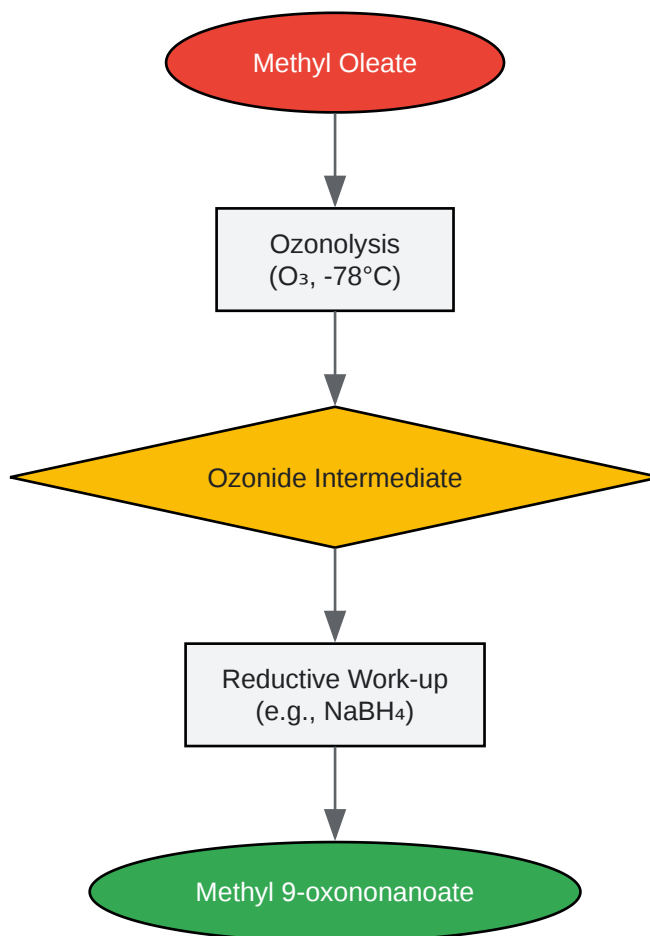 Methyl Oleate
Ozonolysis
(O₃, -78°C)
Ozonide Intermediate
Reductive Work-up
(e.g., NaBH₄)
Methyl 9-oxononanoate